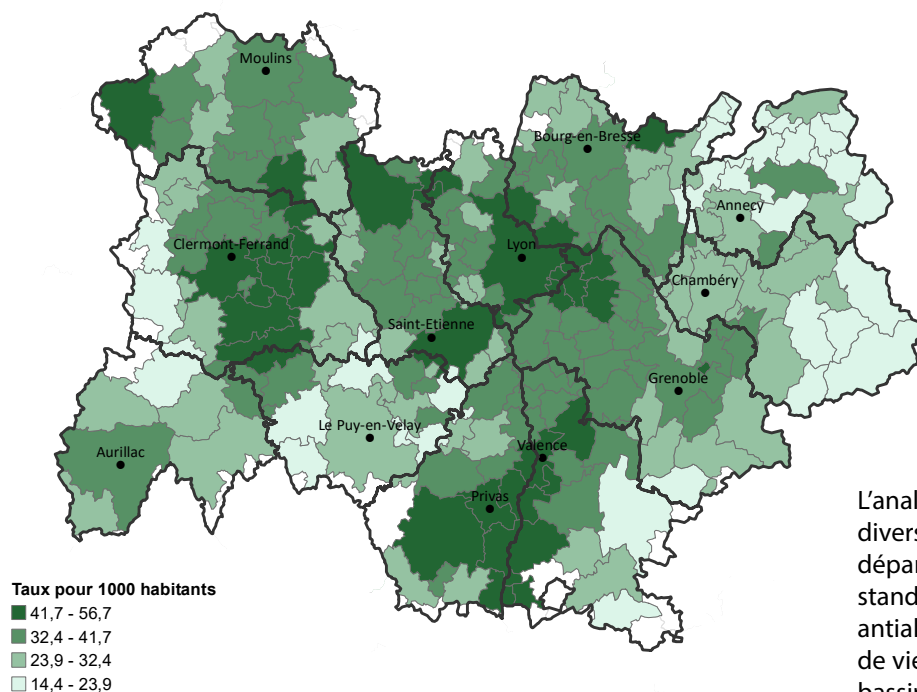 Moulins
Bourg-en-Bresse
Annecy
Clermont-Ferrand
Lyon
Chambéry
Saint-Etienne
Grenoble
Le Puy-en-Velay
Aurillac
Valence
Privas
L'anal
divers
dépar
stand
antial
de vie
bassin
Taux pour 1000 habitants
41,7 - 56,7
32,4 - 41,7
23,9 - 32,4
14,4 - 23,9